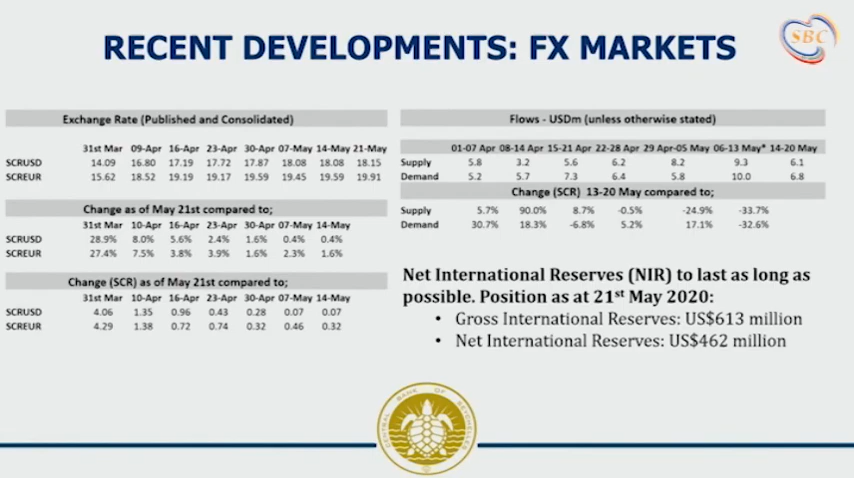 RECENT DEVELOPMENTS: FX MARKETS
SBC
Exchange Rate (Published and Consolidated)
31st Mar 09-Apr 16-Apr 23-Apr 30-Apr 07-May 14-May 21-May
SCRUSD 14.09 16.80 17.19 17.72 17.87 18.08 18.08 18.15
SCREUR 15.62 18.52 19.19 19.17 19.59 19.45 19.59 19.91
Change as of May 21st compared to;
31st Mar 10-Apr 16-Apr 23-Apr 30-Apr 07-May 14-May
SCRUSD 28.9% 8.0% 5.6% 2.4% 1.6% 0.4% 0.4%
SCREUR 27.4% 7.5% 3.8% 3.9% 1.6% 2.3% 1.6%
Change (SCR) as of May 21st compared to;
31st Mar 10-Apr 16-Apr 23-Apr 30-Apr 07-May 14-May
SCRUSD 4.06 1.35 0.96 0.43 0.28 0.07 0.07
SCREUR 4.29 1.38 0.72 0.74 0.32 0.46 0.32
Flows - USDm (unless otherwise stated)
01-07 Apr 08-14 Apr 15-21 Apr 22-28 Apr 29 Apr-05 May 06-13 May* 14-20 May
Supply 5.8 3.2 5.6 6.2 8.2 9.3 6.1
Demand 5.2 5.7 7.3 6.4 5.8 10.0 6.8
Change (SCR) 13-20 May compared to;
Supply 5.7% 90.0% 8.7% -0.5% -24.9% -33.7%
Demand 30.7% 18.3% -6.8% 5.2% 17.1% -32.6%
Net International Reserves (NIR) to last as long as
possible. Position as at 21st May 2020:
• Gross International Reserves: US$613 million
• Net International Reserves: US$462 million
CENTRAL BANK OF SEYCHELLES